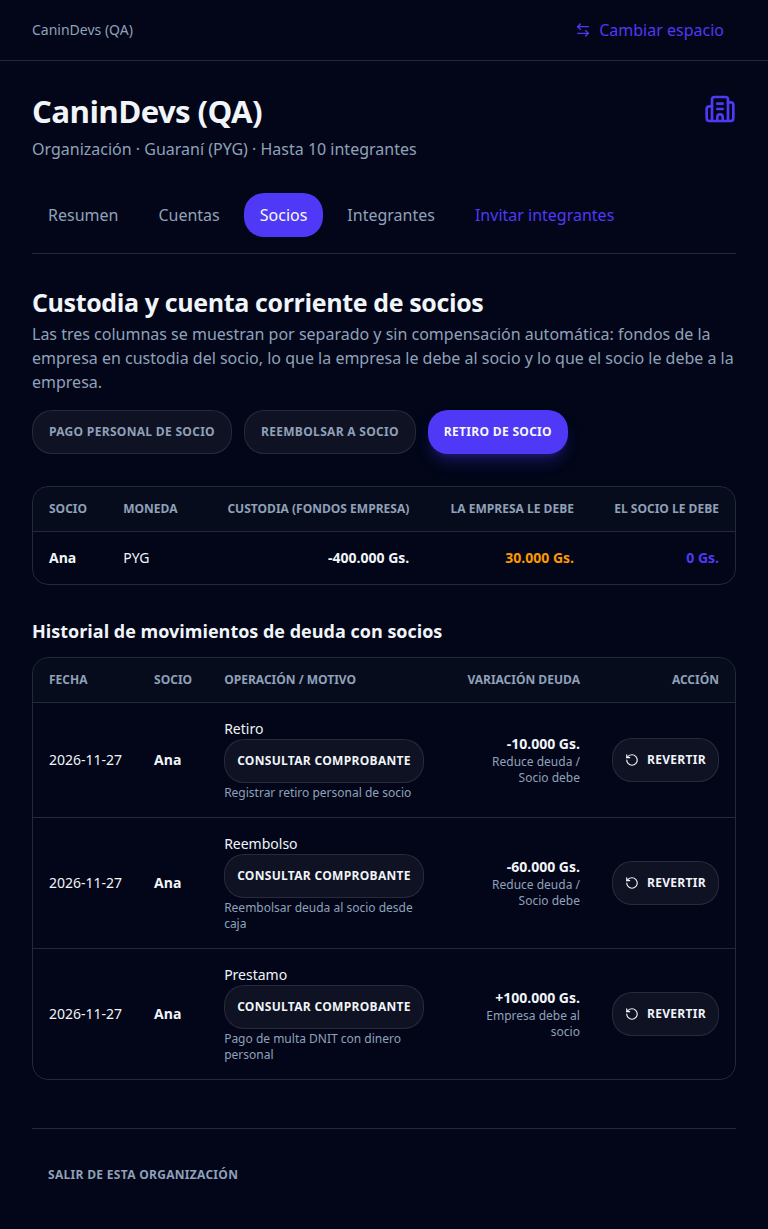 CaninDevs (QA)
Cambiar espacio
CaninDevs (QA)
Organización · Guaraní (PYG) · Hasta 10 integrantes
Resumen
Cuentas
Socios
Integrantes
Invitar integrantes
Custodia y cuenta corriente de socios
Las tres columnas se muestran por separado y sin compensación automática: fondos de la
empresa en custodia del socio, lo que la empresa le debe al socio y lo que el socio le debe a la
empresa.
PAGO PERSONAL DE SOCIO
REEMBOLSAR A SOCIO
RETIRO DE SOCIO
SOCIO MONEDA CUSTODIA (FONDOS EMPRESA) LA EMPRESA LE DEBE EL SOCIO LE DEBE
Ana PYG -400.000 Gs. 30.000 Gs. 0 Gs.
Historial de movimientos de deuda con socios
FECHA SOCIO OPERACIÓN / MOTIVO VARIACIÓN DEUDA ACCIÓN
2026-11-27
Ana
Retiro
CONSULTAR COMPROBANTE
Registrar retiro personal de socio
-10.000 Gs.
Reduce deuda /
Socio debe
REVERTIR
2026-11-27
Ana
Reembolso
CONSULTAR COMPROBANTE
Reembolsar deuda al socio desde
caja
-60.000 Gs.
Reduce deuda /
Socio debe
REVERTIR
2026-11-27
Ana
Prestamo
CONSULTAR COMPROBANTE
Pago de multa DNIT con dinero
personal
+100.000 Gs.
Empresa debe al
socio
REVERTIR
SALIR DE ESTA ORGANIZACIÓN